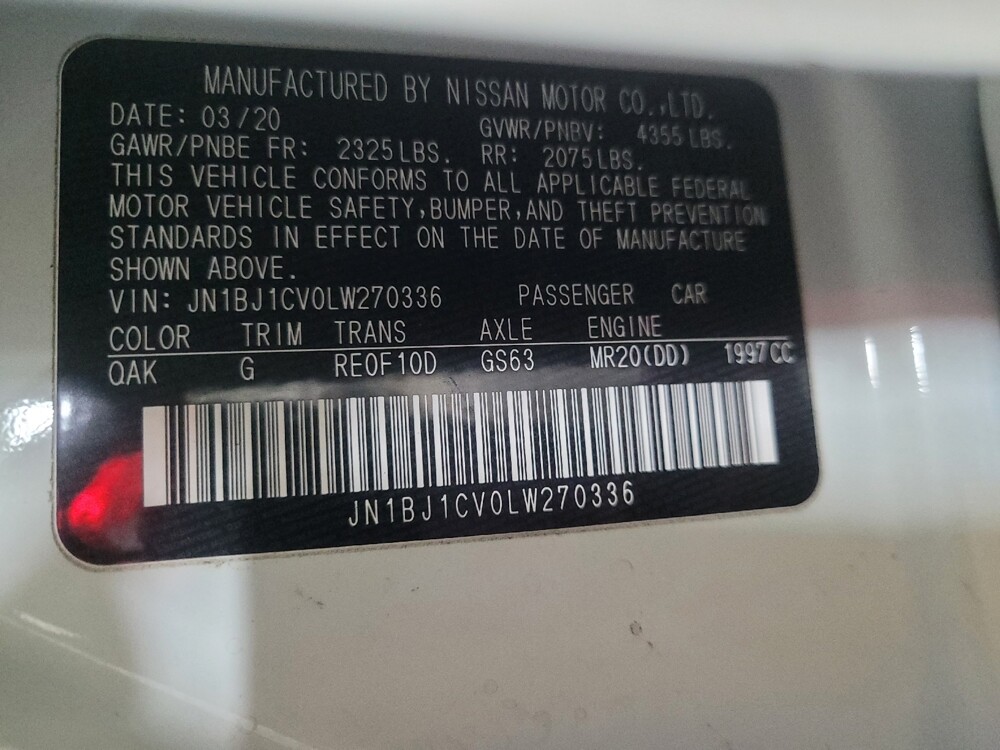 MANUFACTURED BY NISSAN MOTOR CO.,LTD.
DATE: 03/20 GVWR/PNBV: 4355 LBS.
GAWR/PNBE FR: 2325 LBS. RR: 2075 LBS.
THIS VEHICLE CONFORMS TO ALL APPLICABLE FEDERAL
MOTOR VEHICLE SAFETY,BUMPER,AND THEFT PREVENTION
STANDARDS IN EFFECT ON THE DATE OF MANUFACTURE
SHOWN ABOVE.
VIN: JN1BJ1CV0LW270336 PASSENGER CAR
COLOR TRIM TRANS AXLE ENGINE
QAK G RE0F10D GS63 MR20(DD) 1997CC
JN1BJ1CV0LW270336